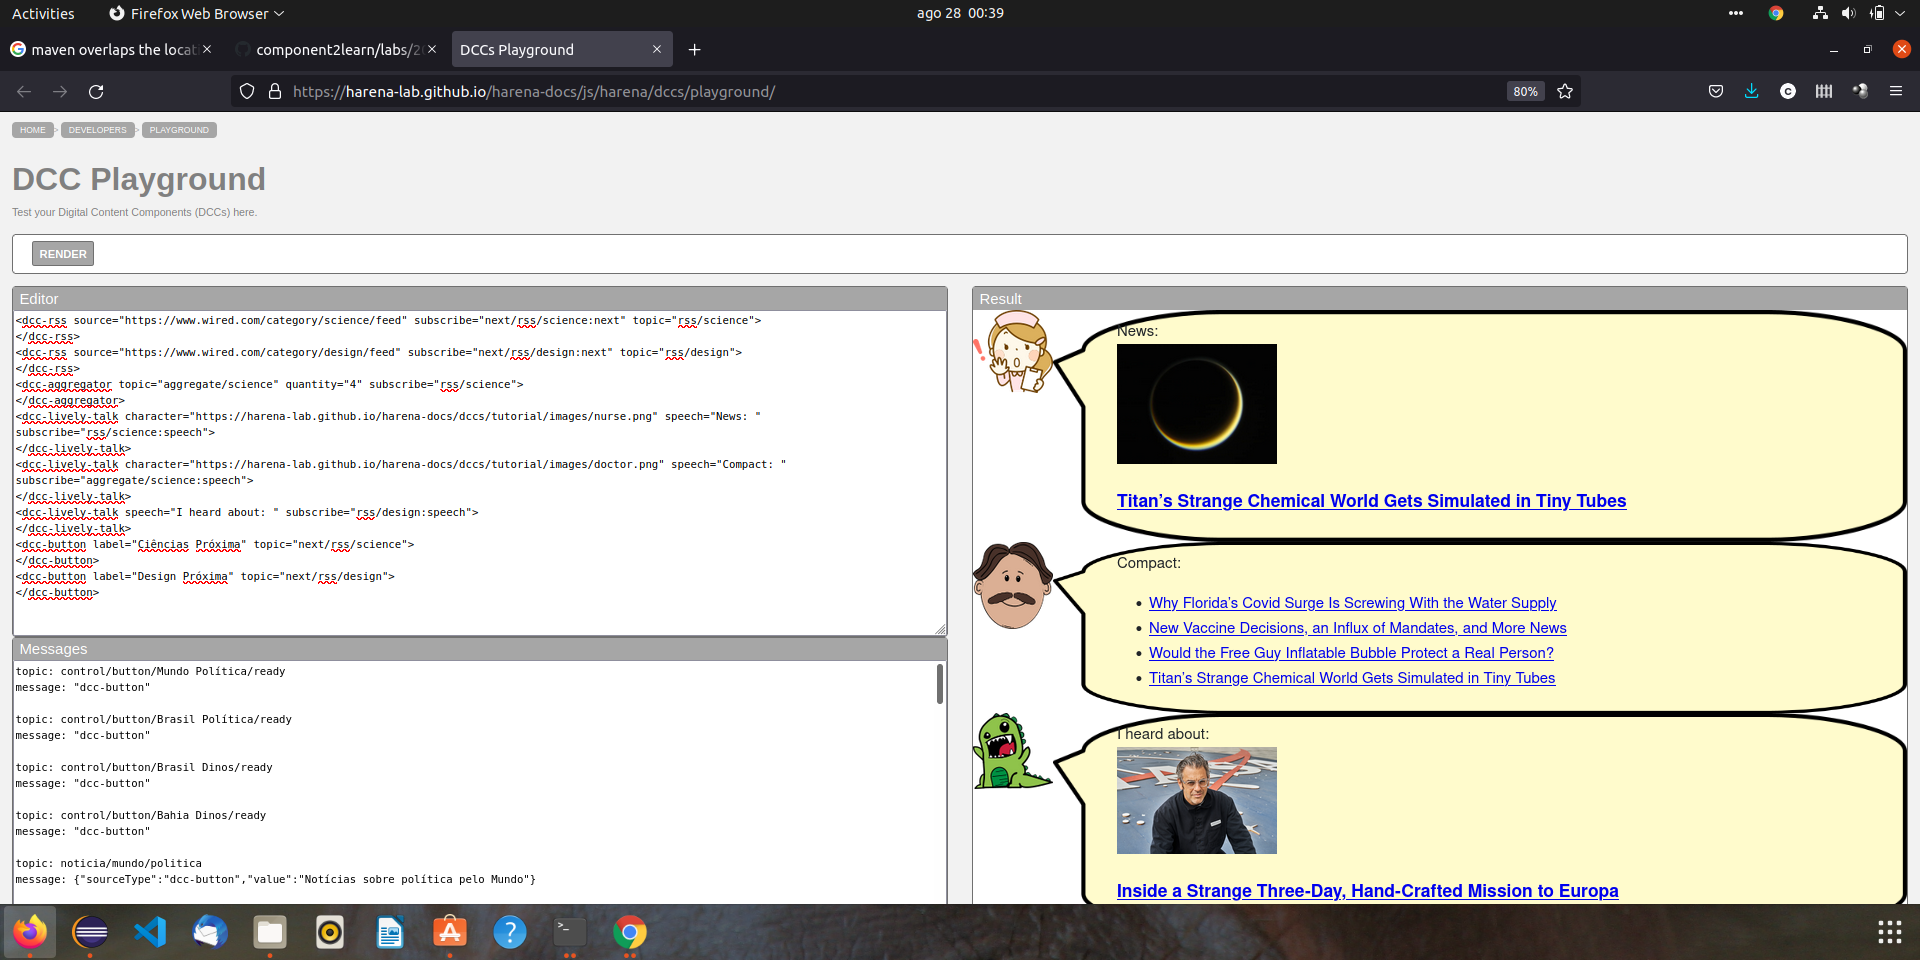 Activities
Firefox Web Browser
ago 28 00:39
maven overlaps the locat
component2learn/labs/20
DCCs Playground
https://harena-lab.github.io/harena-docs/js/harena/dccs/playground/
80%
HOME
DEVELOPERS
PLAYGROUND
DCC Playground
Test your Digital Content Components (DCCs) here.
RENDER
Editor
<dcc-rss source="https://www.wired.com/category/science/feed" subscribe="next/rss/science:next" topic="rss/science">
</dcc-rss>
<dcc-rss source="https://www.wired.com/category/design/feed" subscribe="next/rss/design:next" topic="rss/design">
</dcc-rss>
<dcc-aggregator topic="aggregate/science" quantity="4" subscribe="rss/science">
</dcc-aggregator>
<dcc-lively-talk character="https://harena-lab.github.io/harena-docs/dccs/tutorial/images/nurse.png" speech="News: "
subscribe="rss/science:speech">
</dcc-lively-talk>
<dcc-lively-talk character="https://harena-lab.github.io/harena-docs/dccs/tutorial/images/doctor.png" speech="Compact: "
subscribe="aggregate/science:speech">
</dcc-lively-talk>
<dcc-lively-talk speech="I heard about: " subscribe="rss/design:speech">
</dcc-lively-talk>
<dcc-button label="Ciências Próxima" topic="next/rss/science">
</dcc-button>
<dcc-button label="Design Próxima" topic="next/rss/design">
</dcc-button>
Messages
topic: control/button/Mundo Política/ready
message: "dcc-button"
topic: control/button/Brasil Política/ready
message: "dcc-button"
topic: control/button/Brasil Dinos/ready
message: "dcc-button"
topic: control/button/Bahia Dinos/ready
message: "dcc-button"
topic: noticia/mundo/politica
message: {"sourceType":"dcc-button","value":"Notícias sobre política pelo Mundo"}
Result
News:
Titan’s Strange Chemical World Gets Simulated in Tiny Tubes
Compact:
Why Florida’s Covid Surge Is Screwing With the Water Supply
New Vaccine Decisions, an Influx of Mandates, and More News
Would the Free Guy Inflatable Bubble Protect a Real Person?
Titan’s Strange Chemical World Gets Simulated in Tiny Tubes
I heard about:
Inside a Strange Three-Day, Hand-Crafted Mission to Europa